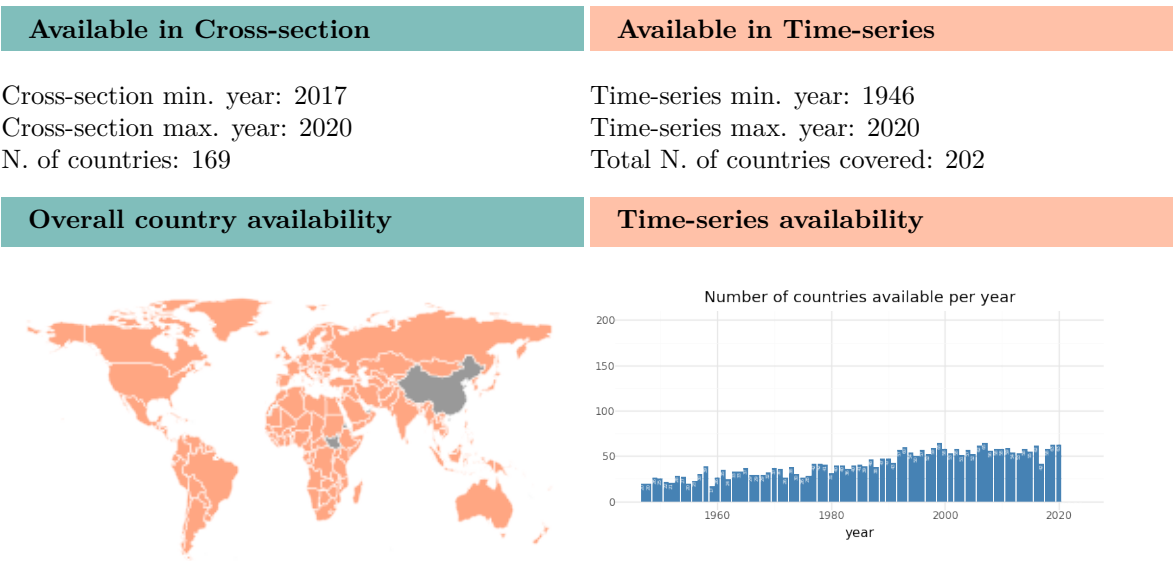 Available in Cross-section
Available in Time-series
Cross-section min. year: 2017
Cross-section max. year: 2020
N. of countries: 169
Time-series min. year: 1946
Time-series max. year: 2020
Total N. of countries covered: 202
Overall country availability
Time-series availability
Number of countries available per year
200
150
100
50
0
1960 1980 2000 2020
year